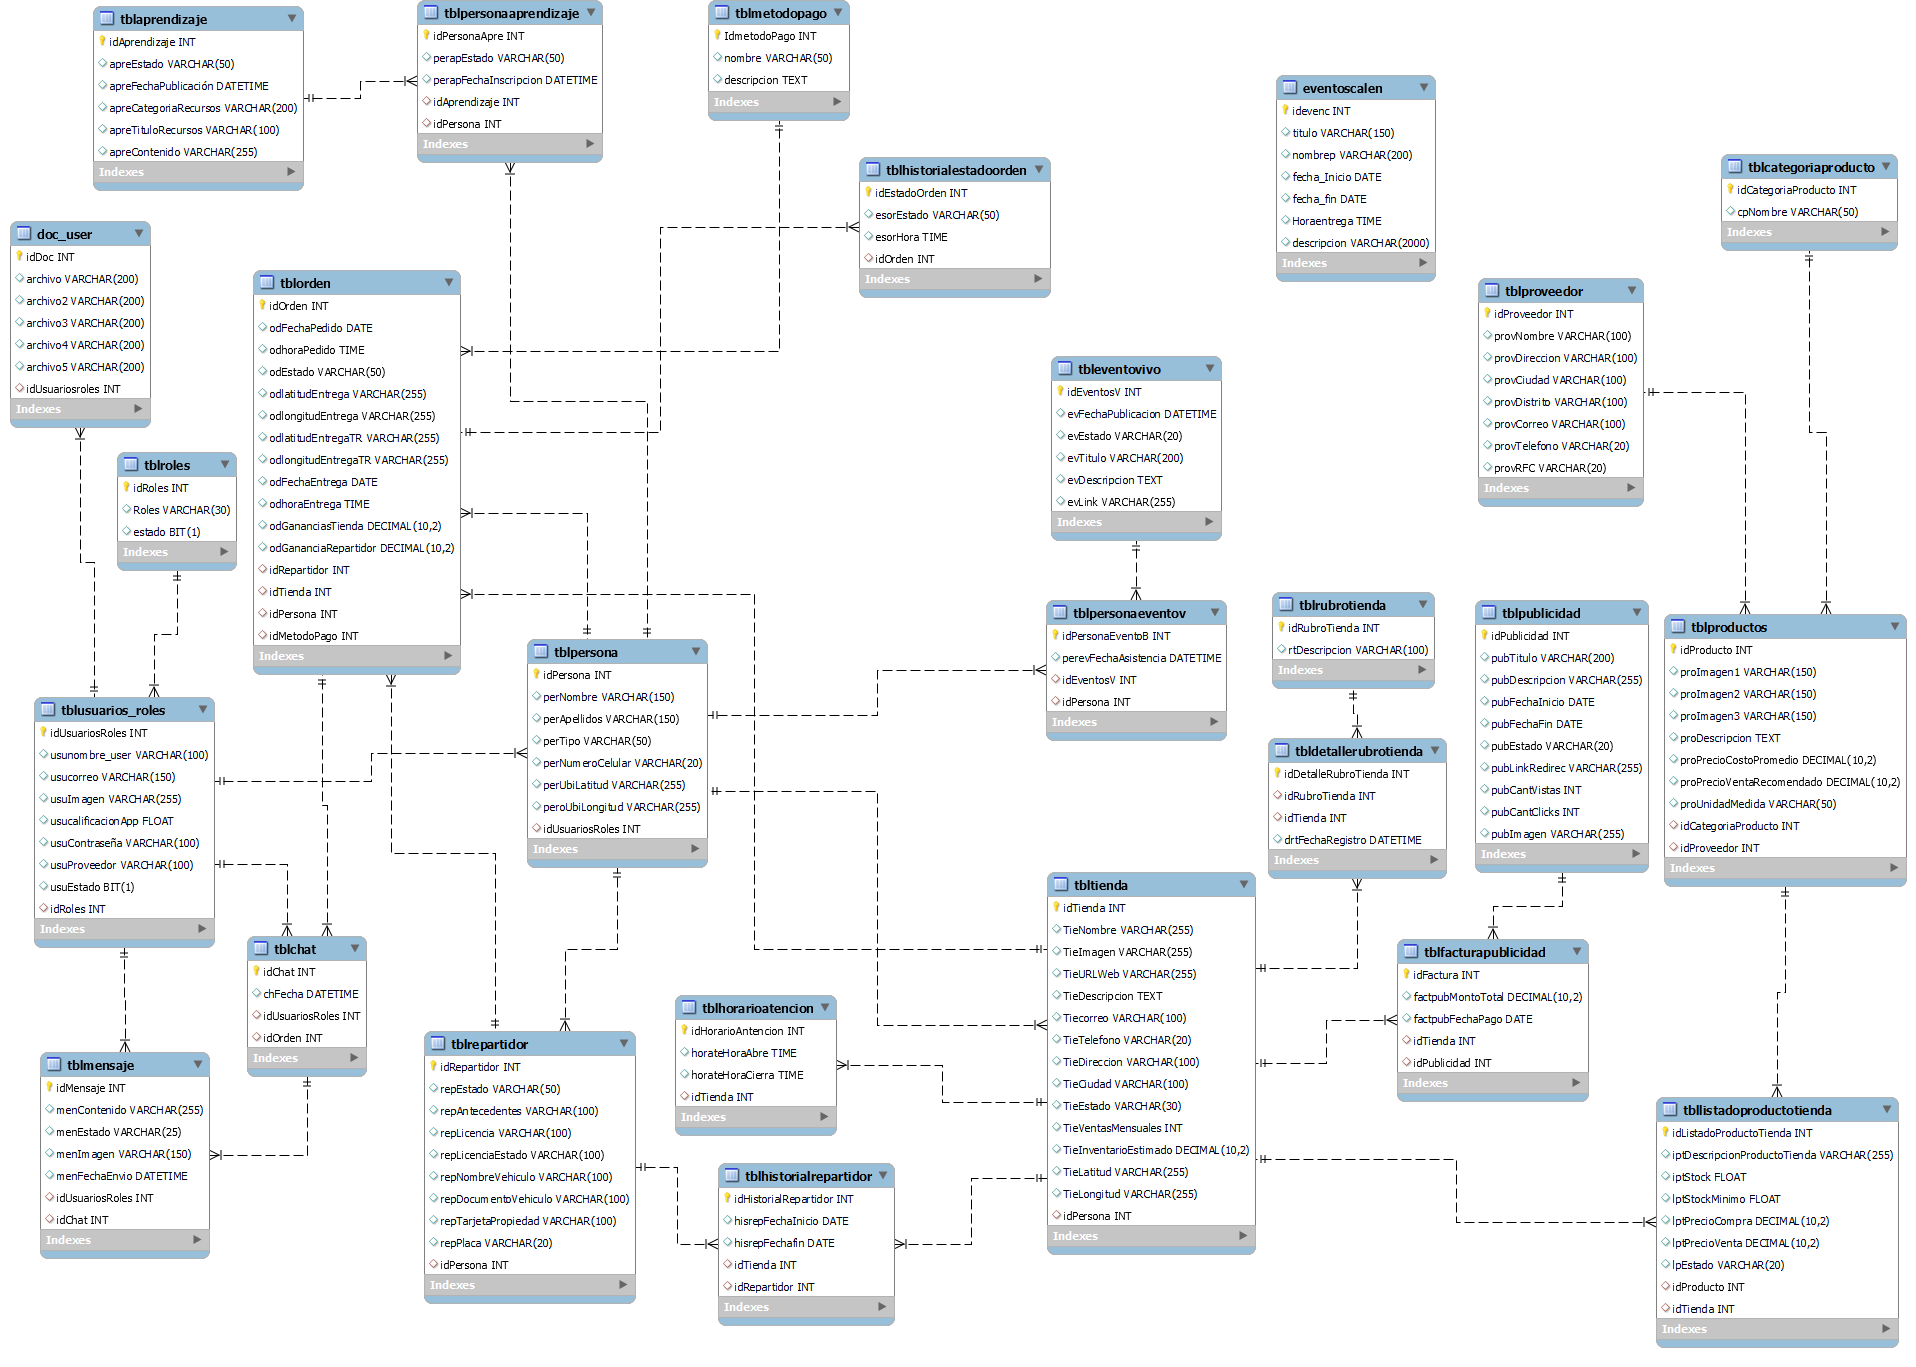 tblaprendizaje
idAprendizaje INT
apreEstado VARCHAR(50)
apreFechaPublicación DATETIME
apreCategoriaRecursos VARCHAR(200)
apreTituloRecursos VARCHAR(100)
apreContenido VARCHAR(255)
Indexes
tblpersonaaprendizaje
idPersonaApre INT
perapEstado VARCHAR(50)
perapFechaInscripcion DATETIME
idAprendizaje INT
idPersona INT
Indexes
tblmetodopago
IdmetodoPago INT
nombre VARCHAR(50)
descripcion TEXT
Indexes
tblhistorialestadoorden
idEstadoOrden INT
esorEstado VARCHAR(50)
esorHora TIME
idOrden INT
Indexes
eventoscalen
idevenc INT
titulo VARCHAR(150)
nombrep VARCHAR(200)
fecha_Inicio DATE
fecha_fin DATE
Horaentrega TIME
descripcion VARCHAR(2000)
Indexes
tblcategoriaproducto
idCategoriaProducto INT
cpNombre VARCHAR(50)
Indexes
doc_user
idDoc INT
archivo VARCHAR(200)
archivo2 VARCHAR(200)
archivo3 VARCHAR(200)
archivo4 VARCHAR(200)
archivo5 VARCHAR(200)
idUsuariosroles INT
Indexes
tblorden
idOrden INT
odFechaPedido DATE
odhoraPedido TIME
odEstado VARCHAR(50)
odlatitudEntrega VARCHAR(255)
odlongitudEntrega VARCHAR(255)
odlatitudEntregaTR VARCHAR(255)
odlongitudEntregaTR VARCHAR(255)
odFechaEntrega DATE
odhoraEntrega TIME
odGananciasTienda DECIMAL(10,2)
odGananciaRepartidor DECIMAL(10,2)
idRepartidor INT
idTienda INT
idPersona INT
idMetodoPago INT
Indexes
tblproveedor
idProveedor INT
provNombre VARCHAR(100)
provDireccion VARCHAR(100)
provCiudad VARCHAR(100)
provDistrito VARCHAR(100)
provCorreo VARCHAR(100)
provTelefono VARCHAR(20)
provRFC VARCHAR(20)
Indexes
tbleventovivo
idEventosV INT
evFechaPublicacion DATETIME
evEstado VARCHAR(20)
evTitulo VARCHAR(200)
evDescripcion TEXT
evLink VARCHAR(255)
Indexes
tblroles
idRoles INT
Roles VARCHAR(30)
estado BIT(1)
Indexes
tblpersonaeventov
idPersonaEventoB INT
perevFechaAsistencia DATETIME
idEventosV INT
idPersona INT
Indexes
tblrubrotienda
idRubroTienda INT
rtDescripcion VARCHAR(100)
Indexes
tblpublicidad
idPublicidad INT
pubTitulo VARCHAR(200)
pubDescripcion VARCHAR(255)
pubFechaInicio DATE
pubFechaFin DATE
pubEstado VARCHAR(20)
pubLinkRedirec VARCHAR(255)
pubCantVistas INT
pubCantClicks INT
pubImagen VARCHAR(255)
Indexes
tblproductos
idProducto INT
proImagen1 VARCHAR(150)
proImagen2 VARCHAR(150)
proImagen3 VARCHAR(150)
proDescripcion TEXT
proPrecioCostoPromedio DECIMAL(10,2)
proPrecioVentaRecomendado DECIMAL(10,2)
proUnidadMedida VARCHAR(50)
idCategoriaProducto INT
idProveedor INT
Indexes
tblpersona
idPersona INT
perNombre VARCHAR(150)
perApellidos VARCHAR(150)
perTipo VARCHAR(50)
perNumeroCelular VARCHAR(20)
perUbiLatitud VARCHAR(255)
peroUbiLongitud VARCHAR(255)
idUsuariosRoles INT
Indexes
tblusuarios_roles
idUsuariosRoles INT
usunombre_user VARCHAR(100)
usucorreo VARCHAR(150)
usuImagen VARCHAR(255)
usucalificacionApp FLOAT
usuContraseña VARCHAR(100)
usuProveedor VARCHAR(100)
usuEstado BIT(1)
idRoles INT
Indexes
tbldetallerubrotienda
idDetalleRubroTienda INT
idRubroTienda INT
idTienda INT
drtFechaRegistro DATETIME
Indexes
tbltienda
idTienda INT
TieNombre VARCHAR(255)
TieImagen VARCHAR(255)
TieURLWeb VARCHAR(255)
TieDescripcion TEXT
Tiecorreo VARCHAR(100)
TieTelefono VARCHAR(20)
TieDireccion VARCHAR(100)
TieCiudad VARCHAR(100)
TieEstado VARCHAR(30)
TieVentasMensuales INT
TieInventarioEstimado DECIMAL(10,2)
TieLatitud VARCHAR(255)
TieLongitud VARCHAR(255)
idPersona INT
Indexes
tblchat
idChat INT
chFecha DATETIME
idUsuariosRoles INT
idOrden INT
Indexes
tblfacturapublicidad
idFactura INT
factpubMontoTotal DECIMAL(10,2)
factpubFechaPago DATE
idTienda INT
idPublicidad INT
Indexes
tblhorarioatencion
idHorarioAntencion INT
horateHoraAbre TIME
horateHoraCierra TIME
idTienda INT
Indexes
tblrepartidor
idRepartidor INT
repEstado VARCHAR(50)
repAntecedentes VARCHAR(100)
repLicencia VARCHAR(100)
repLicenciaEstado VARCHAR(100)
repNombreVehiculo VARCHAR(100)
repDocumentoVehiculo VARCHAR(100)
repTarjetaPropiedad VARCHAR(100)
repPlaca VARCHAR(20)
idPersona INT
Indexes
tblmensaje
idMensaje INT
menContenido VARCHAR(255)
menEstado VARCHAR(25)
menImagen VARCHAR(150)
menFechaEnvio DATETIME
idUsuariosRoles INT
idChat INT
Indexes
tbllistadoproductotienda
idListadoProductoTienda INT
iptDescripcionProductoTienda VARCHAR(255)
lptStock FLOAT
lptStockMinimo FLOAT
lptPrecioCompra DECIMAL(10,2)
lptPrecioVenta DECIMAL(10,2)
lpEstado VARCHAR(20)
idProducto INT
idTienda INT
Indexes
tblhistorialrepartidor
idHistorialRepartidor INT
hisrepFechaInicio DATE
hisrepFechafin DATE
idTienda INT
idRepartidor INT
Indexes